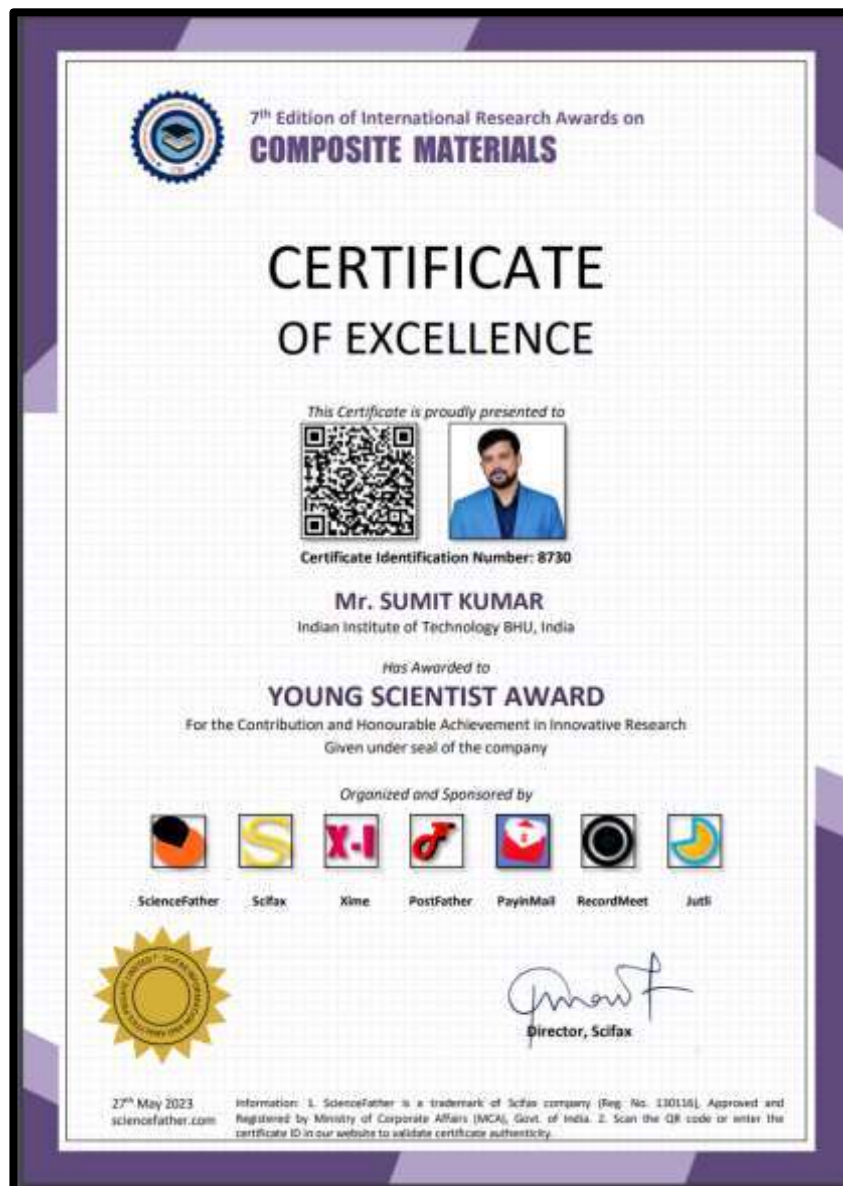 7th Edition of International Research Awards on
COMPOSITE MATERIALS
CERTIFICATE
OF EXCELLENCE
This Certificate is proudly presented to
Certificate Identification Number: 8730
Mr. SUMIT KUMAR
Indian Institute of Technology BHU, India
Has Awarded to
YOUNG SCIENTIST AWARD
For the Contribution and Honourable Achievement in Innovative Research
Given under seal of the company
Organized and Sponsored by
S X-I
ScienceFather Scifax Xime PostFather PayinMail RecordMeet Jutli
Director, Scifax
27th May 2023
sciencefather.com
Information: 1. ScienceFather is a trademark of Scifax company (Reg. No. 130116), Approved and
Registered by Ministry of Corporate Affairs (MCA), Govt. of India. 2. Scan the QR code or enter the
certificate ID in our website to validate certificate authenticity.